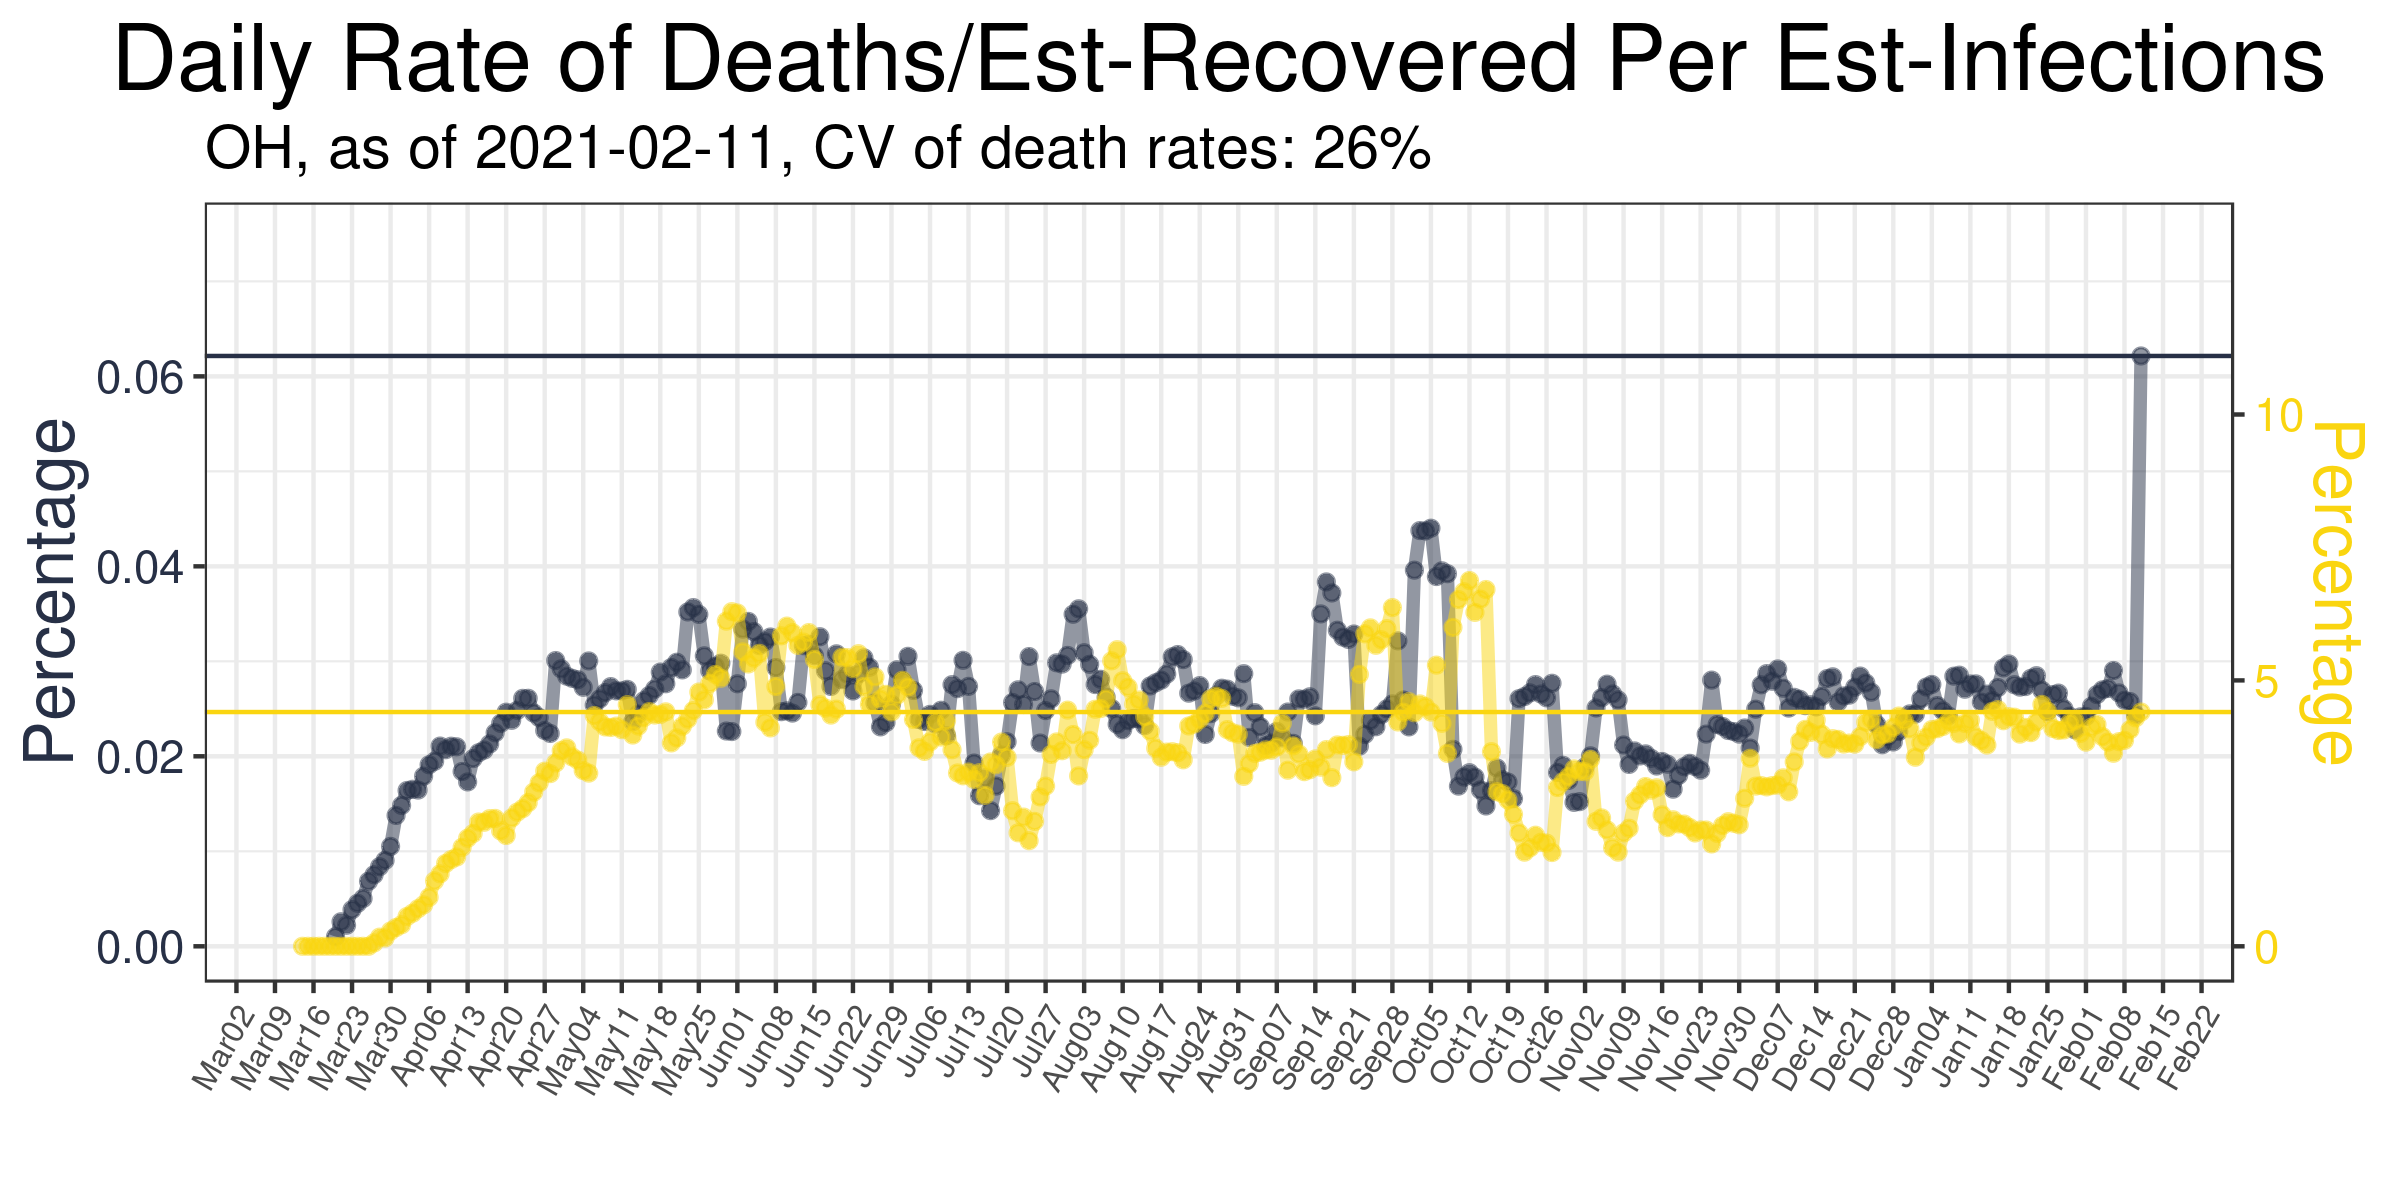 Daily Rate of Deaths/Est-Recovered Per Est-Infections
OH, as of 2021-02-11, CV of death rates: 26%
Percentage
0.06
0.04
0.02
0.00
10
5
0
Percentage
Mar02
Mar09
Mar16
Mar23
Mar30
Apr06
Apr13
Apr20
Apr27
May04
May11
May18
May25
Jun01
Jun08
Jun15
Jun22
Jun29
Jul06
Jul13
Jul20
Jul27
Aug03
Aug10
Aug17
Aug24
Aug31
Sep07
Sep14
Sep21
Sep28
Oct05
Oct12
Oct19
Oct26
Nov02
Nov09
Nov16
Nov23
Nov30
Dec07
Dec14
Dec21
Dec28
Jan04
Jan11
Jan18
Jan25
Feb01
Feb08
Feb15
Feb22